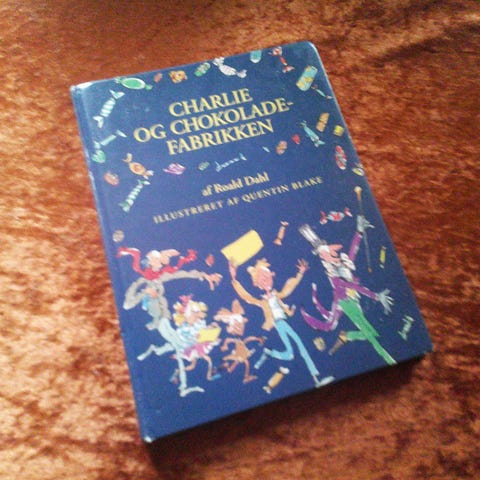 CHARLIE
OG CHOKOLADE-
FABRIKKEN
af Roald Dahl
ILLUSTRERET AF QUENTIN BLAKE